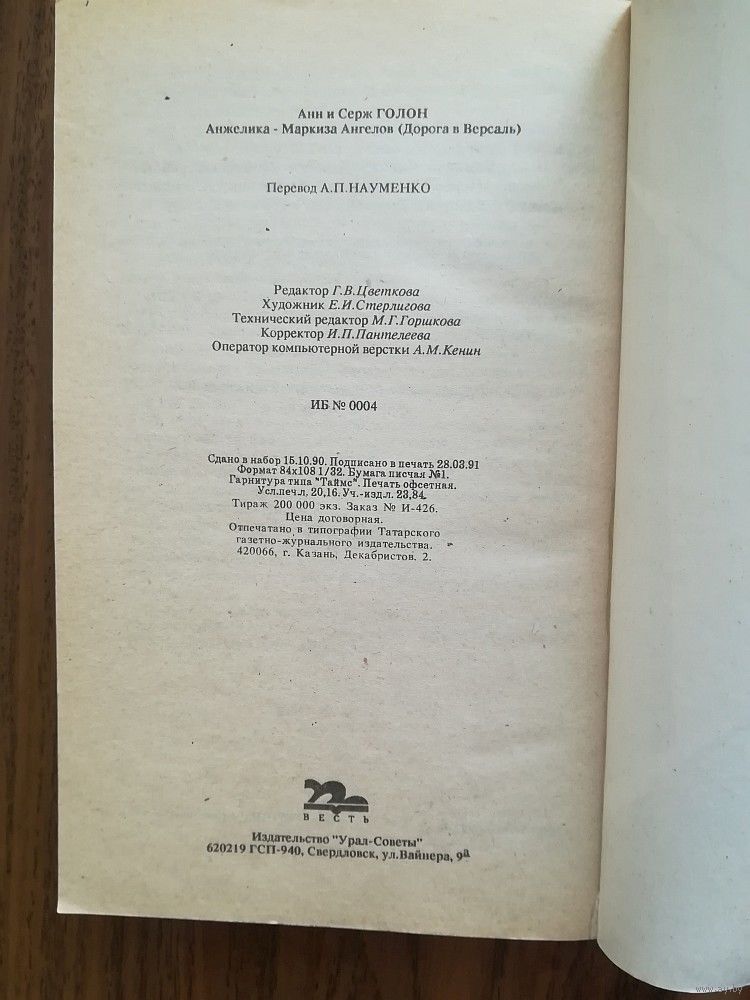 Анн и Серж ГОЛОН
Анжелика - Маркиза Ангелов (Дорога в Версаль)
Перевод А.П.НАУМЕНКО
Редактор Г.В.Цветкова
Художник Е.И.Стерлигова
Технический редактор М.Г.Горшкова
Корректор И.П.Пантелеева
Оператор компьютерной верстки А.М.Кенин
ИБ № 0004
Сдано в набор 15.10.90. Подписано в печать 28.03.91
Формат 84х108 1/32. Бумага писчая №1.
Гарнитура типа "Таймс". Печать офсетная.
Усл.печ.л. 20,16. Уч.-изд.л. 23,84.
Тираж 200 000 экз. Заказ № И-426.
Цена договорная.
Отпечатано в типографии Татарского
газетно-журнального издательства.
420066, г. Казань, Декабристов, 2.
ВЕСТЬ
Издательство "Урал-Советы"
620219 ГСП-940, Свердловск, ул.Вайнера, 9а